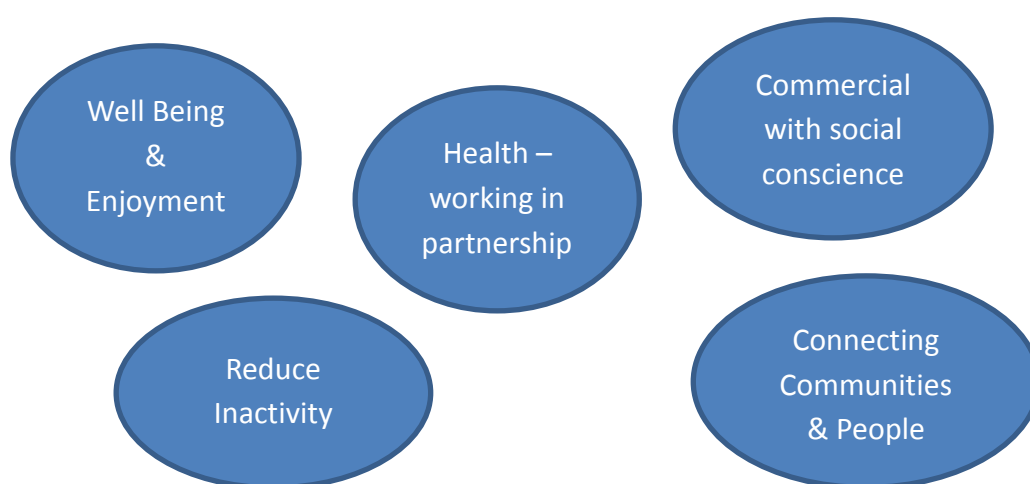 Well Being
&
Enjoyment
Health –
working in
partnership
Commercial
with social
conscience
Reduce
Inactivity
Connecting
Communities
& People